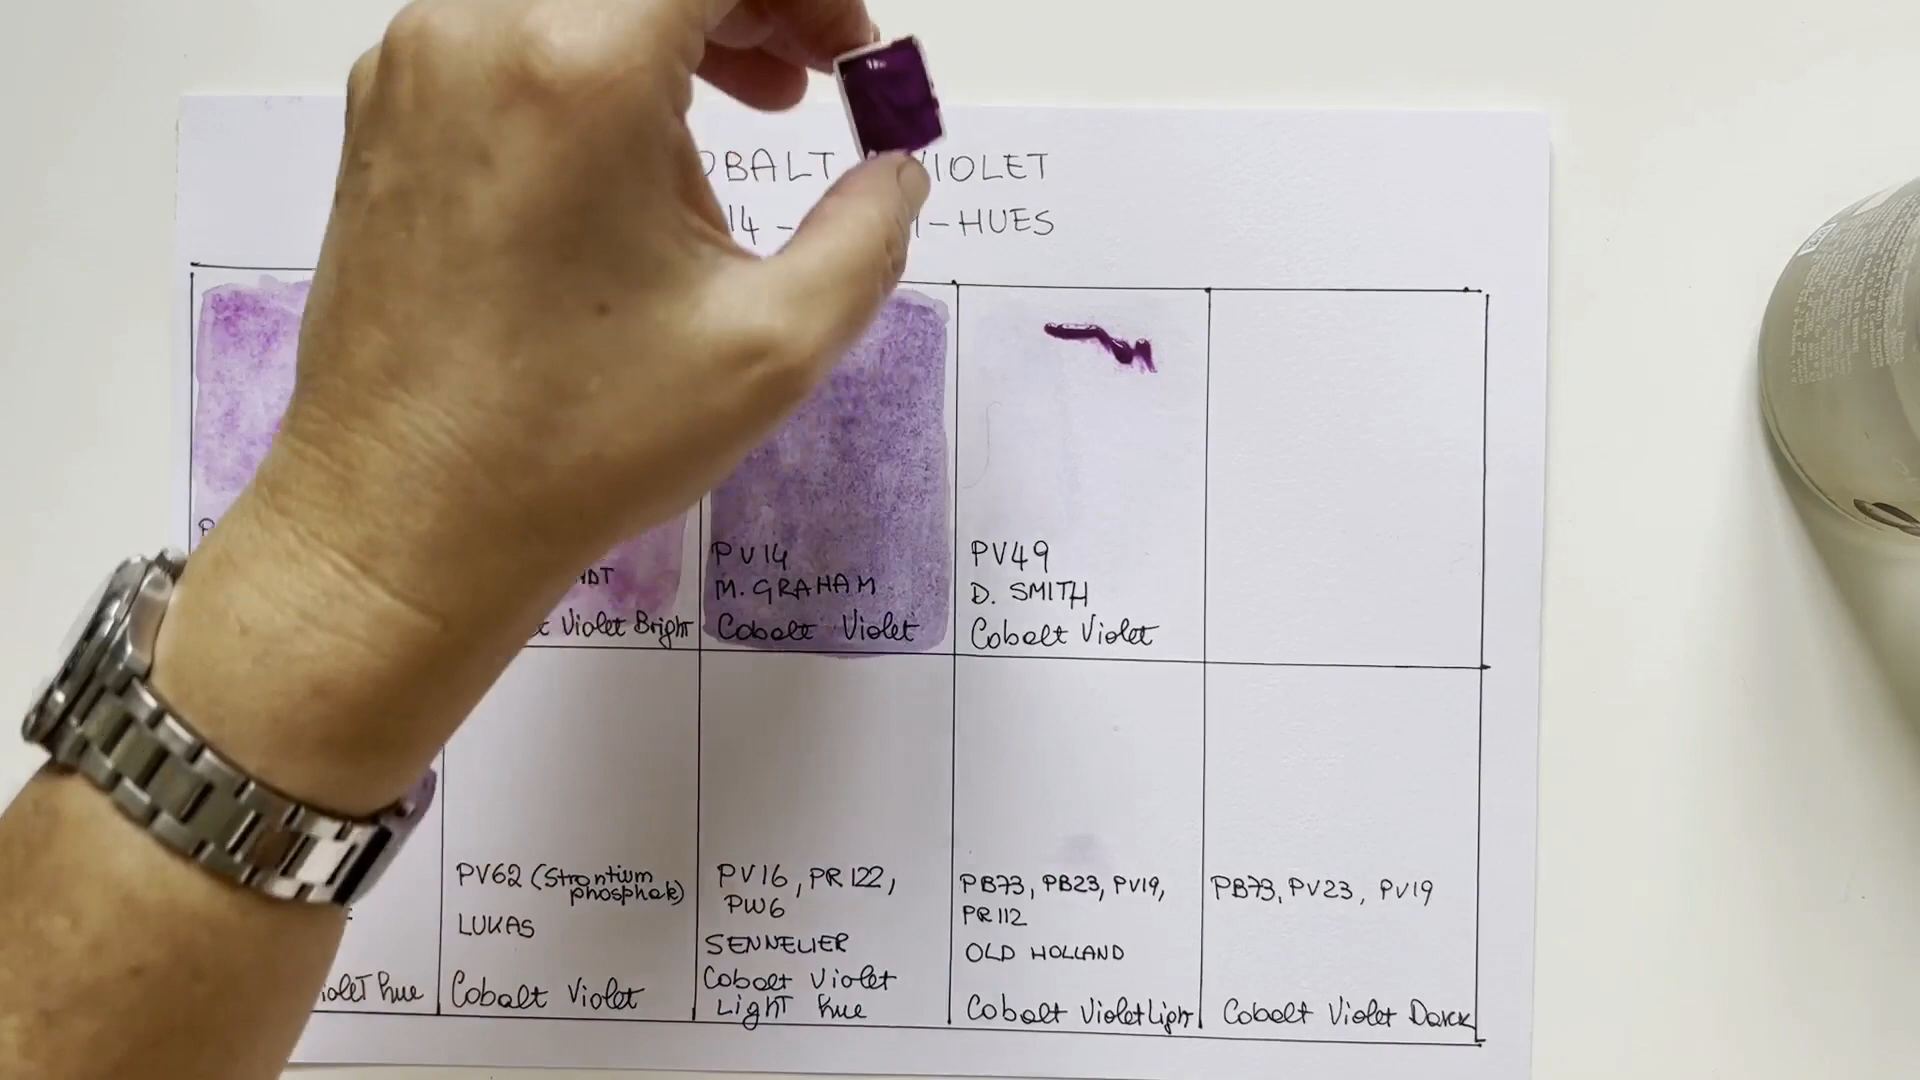 OBALT VIOLET
14 - - HUES
PV14
M. GRAHAM
Cobalt Violet
PV49
D. SMITH
Cobalt Violet
Violet Bright
PV62 (Strontium
phosphak)
LUKAS
Cobalt Violet
PV16, PR122,
PW6
SENNELIER
Cobalt Violet
Light hue
PB73, PB23, PV19,
PR112
OLD HOLLAND
Cobalt Violet Light
PB73, PV23, PV19
Cobalt Violet Dark
ioleT hue